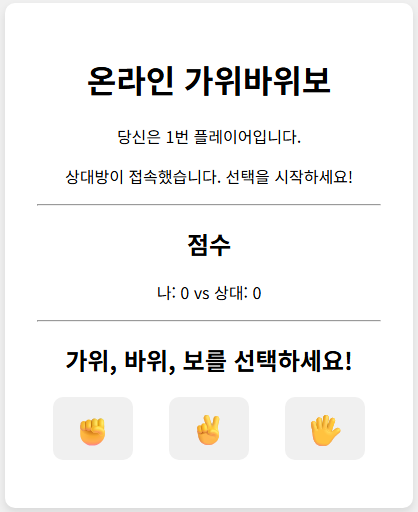 온라인 가위바위보
당신은 1번 플레이어입니다.
상대방이 접속했습니다. 선택을 시작하세요!
점수
나: 0 vs 상대: 0
가위, 바위, 보를 선택하세요!